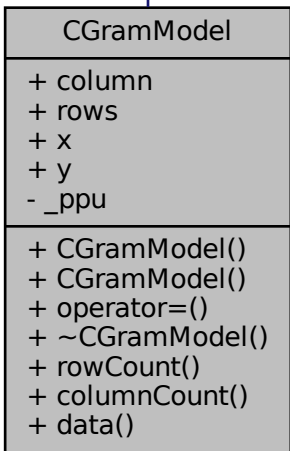 CGramModel
+ column
+ rows
+ x
+ y
- _ppu
+ CGramModel()
+ CGramModel()
+ operator=()
+ ~CGramModel()
+ rowCount()
+ columnCount()
+ data()